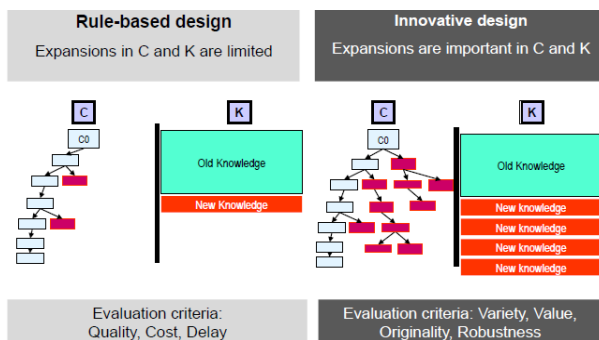 Rule-based design
Expansions in C and K are limited
C
K
C0
Old Knowledge
New Knowledge
Evaluation criteria:
Quality, Cost, Delay
Innovative design
Expansions are important in C and K
C
K
C0
Old Knowledge
New knowledge
New knowledge
New knowledge
New knowledge
Evaluation criteria: Variety, Value,
Originality, Robustness